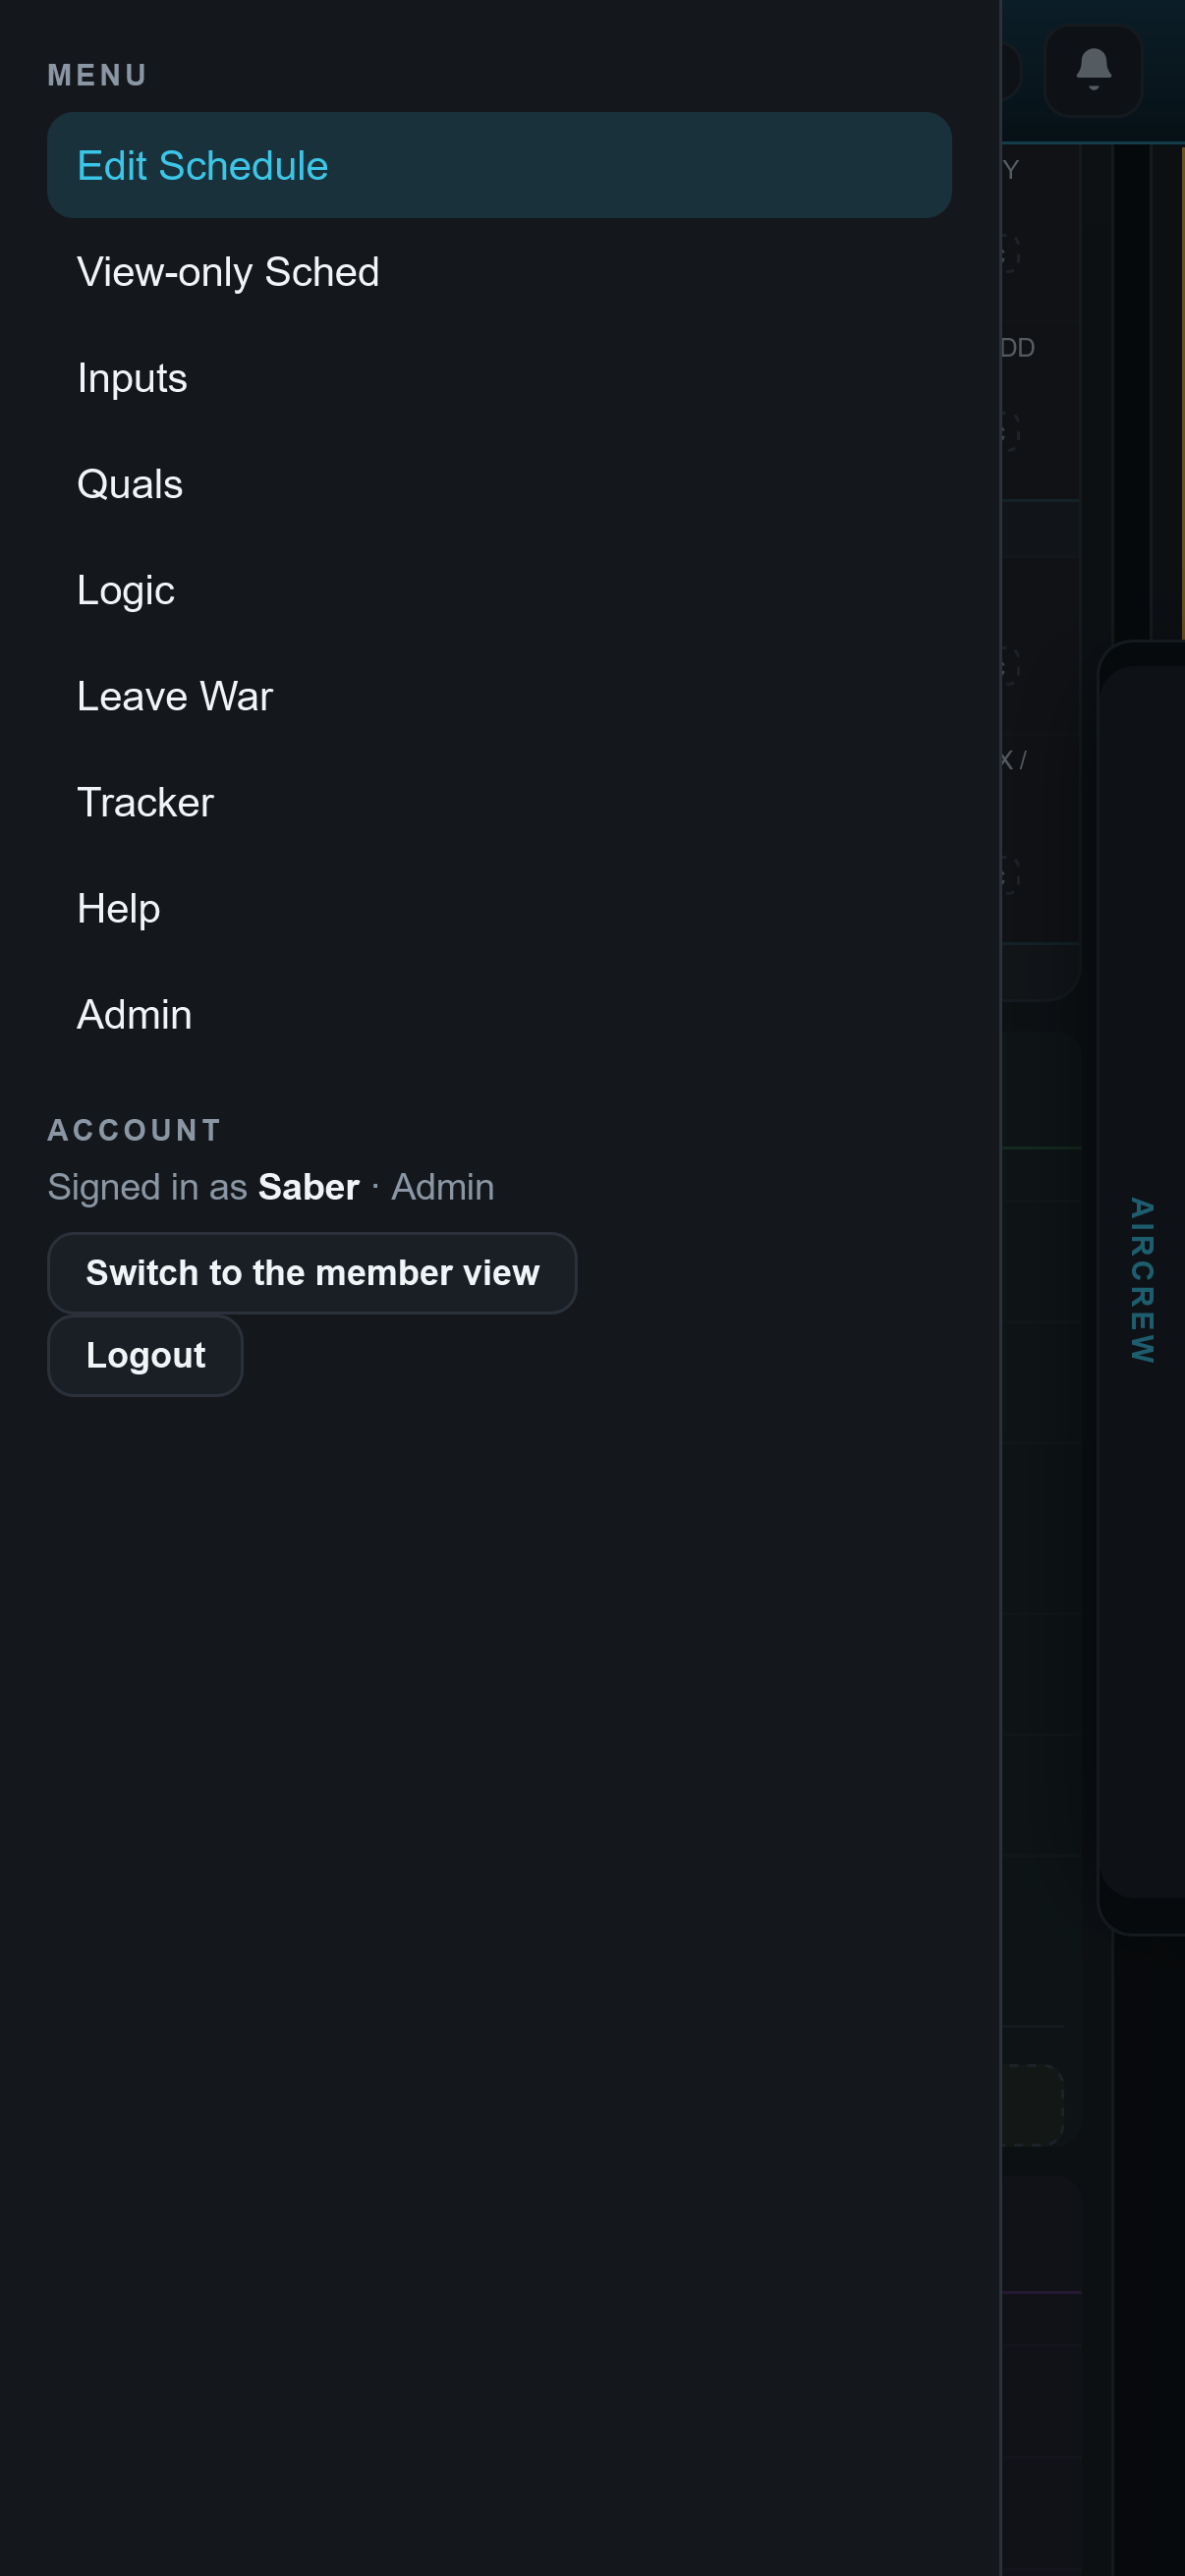 MENU
Edit Schedule
View-only Sched
Inputs
Quals
Logic
Leave War
Tracker
Help
Admin
ACCOUNT
Signed in as Saber · Admin
Switch to the member view
Logout
AIRCREW